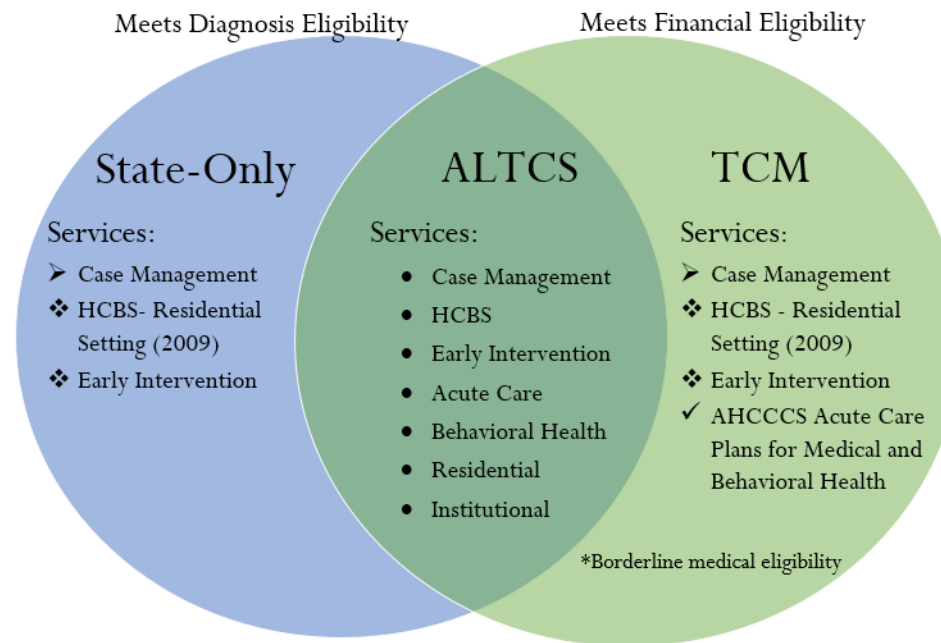 Meets Diagnosis Eligibility
Meets Financial Eligibility
State-Only
Services:
➢ Case Management
❖ HCBS- Residential
Setting (2009)
❖ Early Intervention
ALTCS
Services:
• Case Management
• HCBS
• Early Intervention
• Acute Care
• Behavioral Health
• Residential
• Institutional
TCM
Services:
➢ Case Management
❖ HCBS - Residential
Setting (2009)
❖ Early Intervention
✓ AHCCCS Acute Care
Plans for Medical and
Behavioral Health
*Borderline medical eligibility